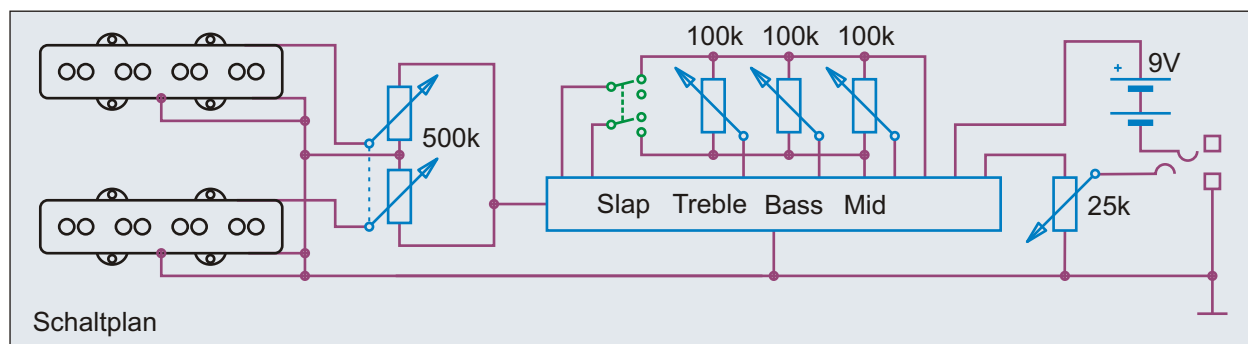 100k 100k 100k
+ 9V
500k
Slap Treble Bass Mid
25k
Schaltplan